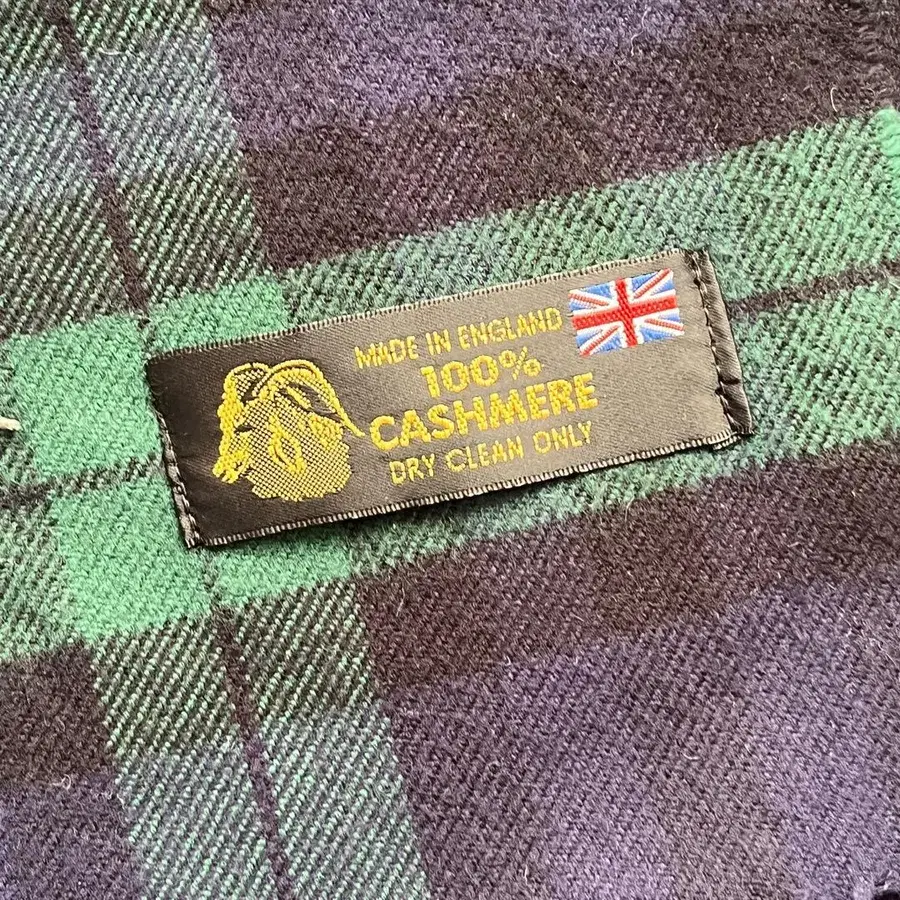 MADE IN ENGLAND
100%
CASHMERE
DRY CLEAN ONLY